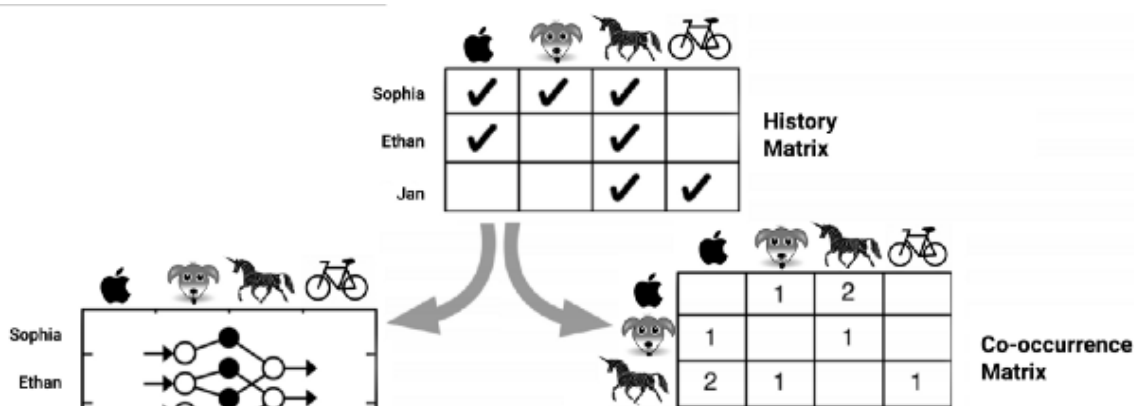 Sophia
Ethan
Jan
History
Matrix
Sophia
Ethan
1 2
1 1
2 1 1
Co-occurrence
Matrix